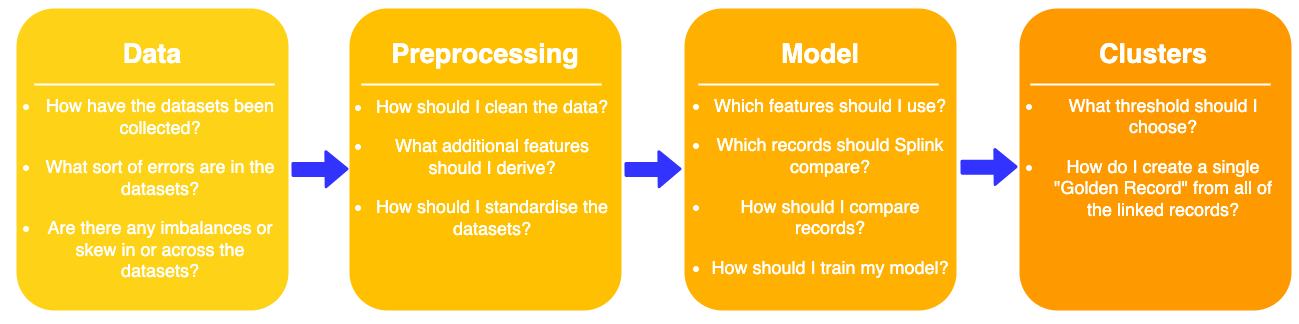 Data
• How have the datasets been
collected?
• What sort of errors are in the
datasets?
• Are there any imbalances or
skew in or across the
datasets?
Preprocessing
• How should I clean the data?
• What additional features
should I derive?
• How should I standardise the
datasets?
Model
• Which features should I use?
• Which records should Splink
compare?
• How should I compare
records?
• How should I train my model?
Clusters
• What threshold should I
choose?
• How do I create a single
"Golden Record" from all of
the linked records?